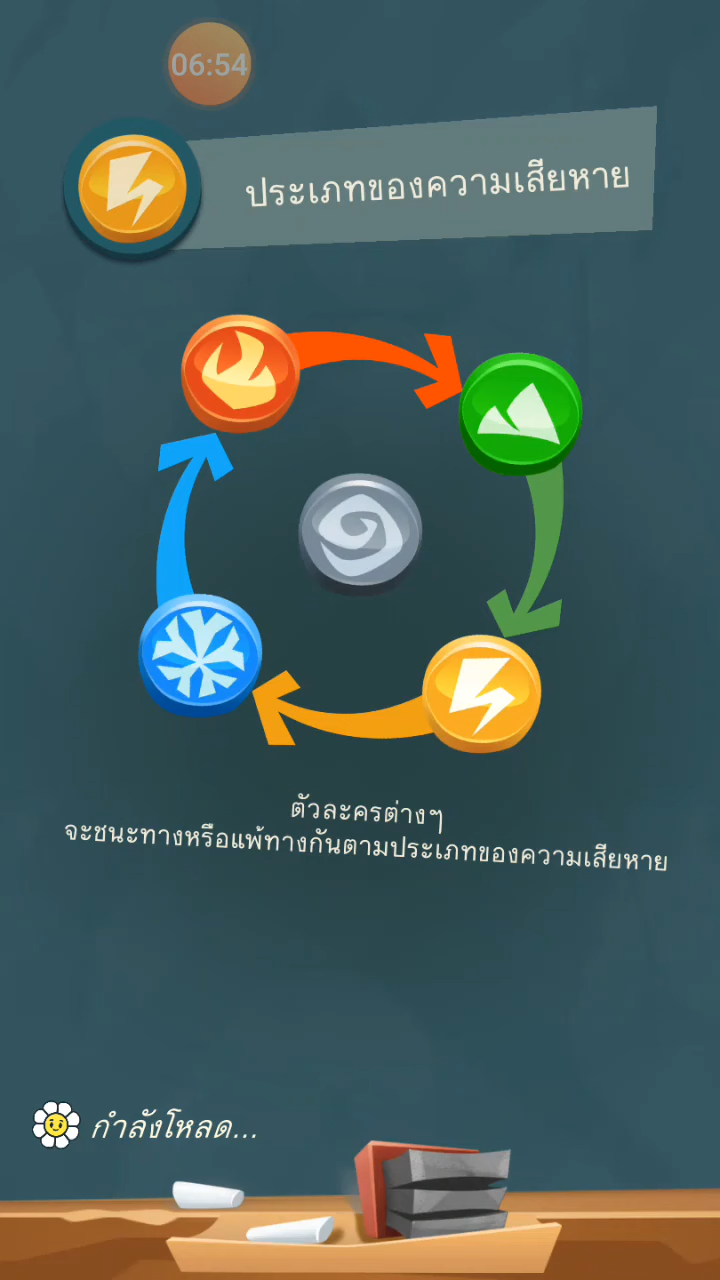 06:54
ประเภทของความเสียหาย
ตัวละครต่างๆ
จะชนะทางหรือแพ้ทางกันตามประเภทของความเสียหาย
กำลังโหลด...